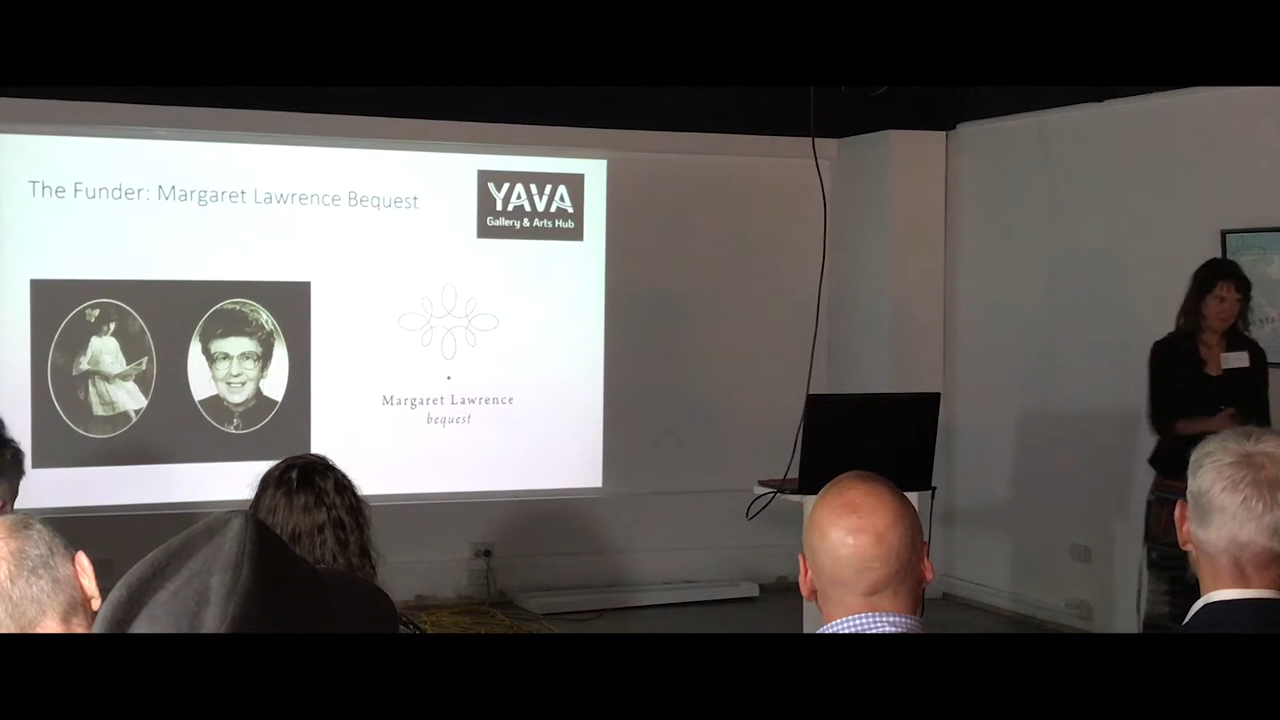 The Funder: Margaret Lawrence Bequest
YAVA
Gallery & Arts Hub
Margaret Lawrence
bequest